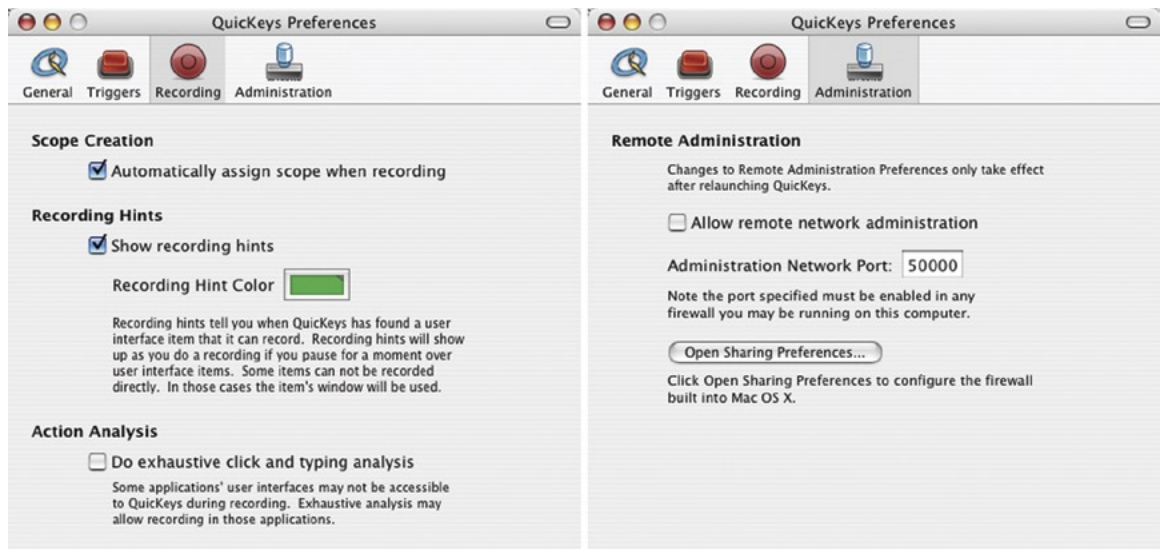 QuicKeys Preferences
General Triggers Recording Administration
Scope Creation
Automatically assign scope when recording
Recording Hints
Show recording hints
Recording Hint Color
Recording hints tell you when QuicKeys has found a user
interface item that it can record. Recording hints will show
up as you do a recording if you pause for a moment over
user interface items. Some items can not be recorded
directly. In those cases the item's window will be used.
Action Analysis
Do exhaustive click and typing analysis
Some applications' user interfaces may not be accessible
to QuicKeys during recording. Exhaustive analysis may
allow recording in those applications.
QuicKeys Preferences
General Triggers Recording Administration
Remote Administration
Changes to Remote Administration Preferences only take effect
after relaunching QuicKeys.
Allow remote network administration
Administration Network Port: 50000
Note the port specified must be enabled in any
firewall you may be running on this computer.
Open Sharing Preferences...
Click Open Sharing Preferences to configure the firewall
built into Mac OS X.